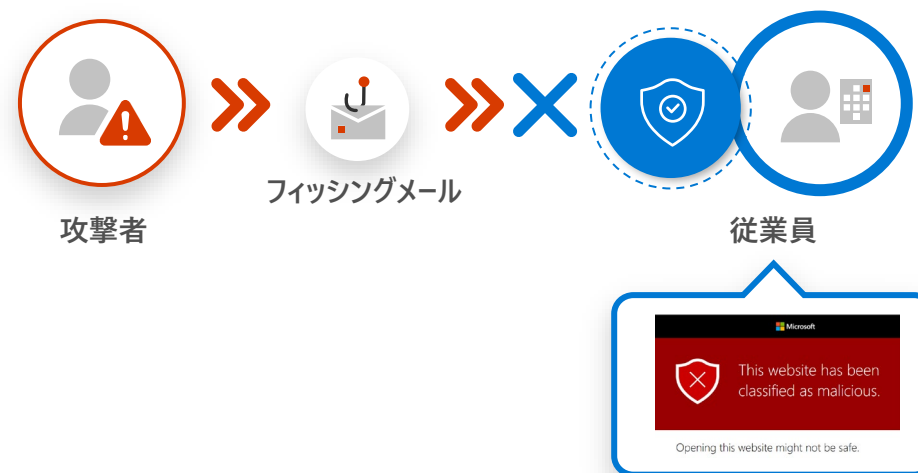 フィッシングメール
攻撃者
従業員
Microsoft
This website has been
classified as malicious.
Opening this website might not be safe.